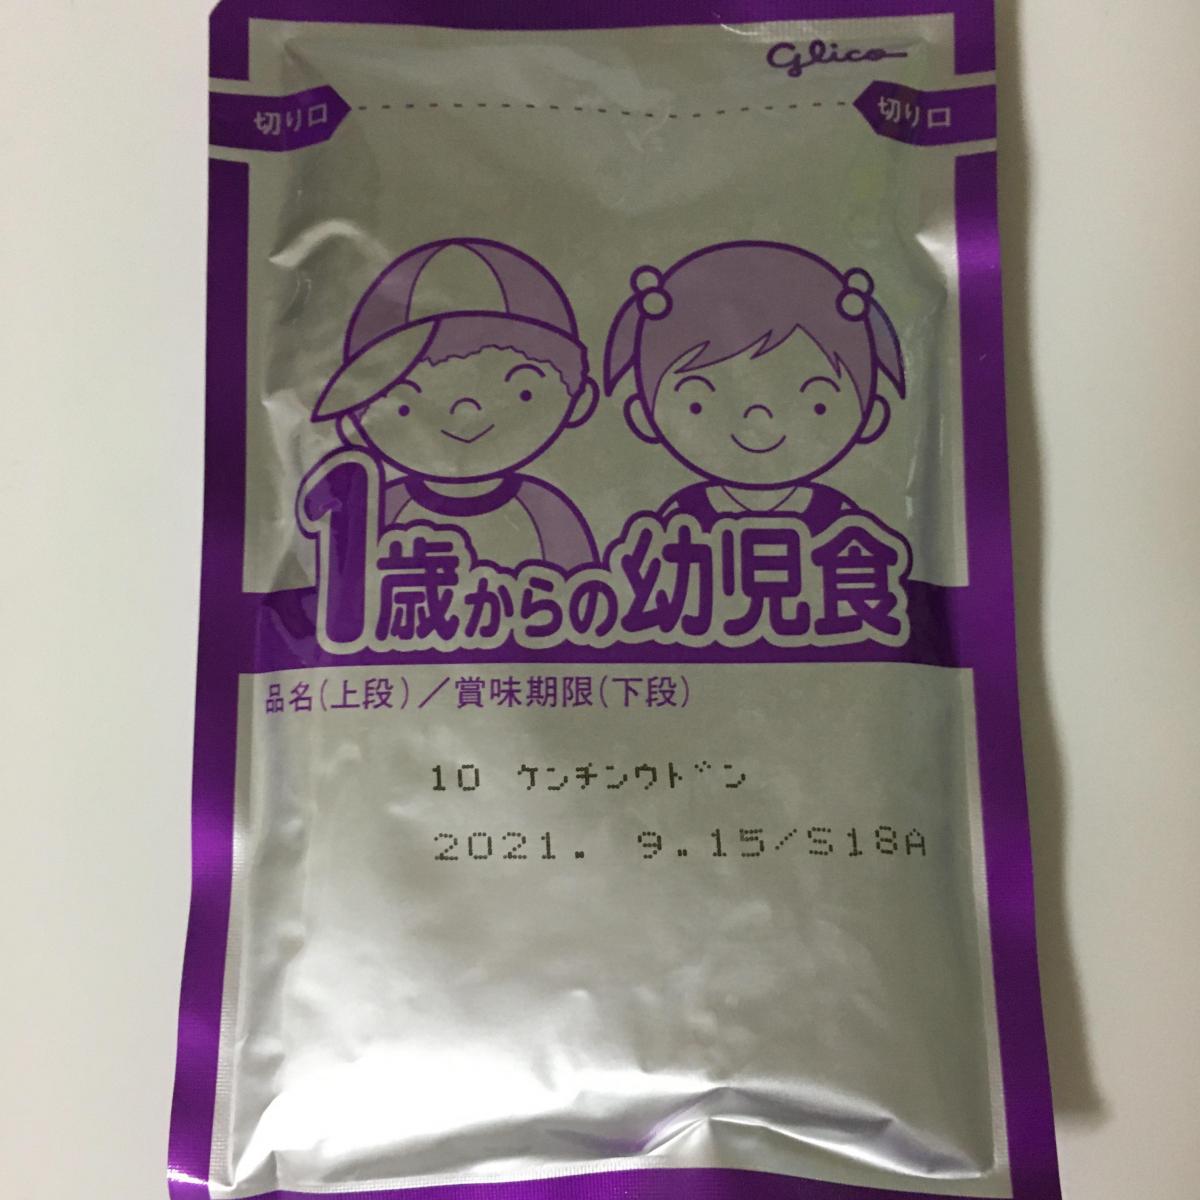 Glico
切り口 切り口
1歳からの幼児食
品名(上段)／賞味期限(下段)
10 ケンチンウドン
2021. 9.15/S18A